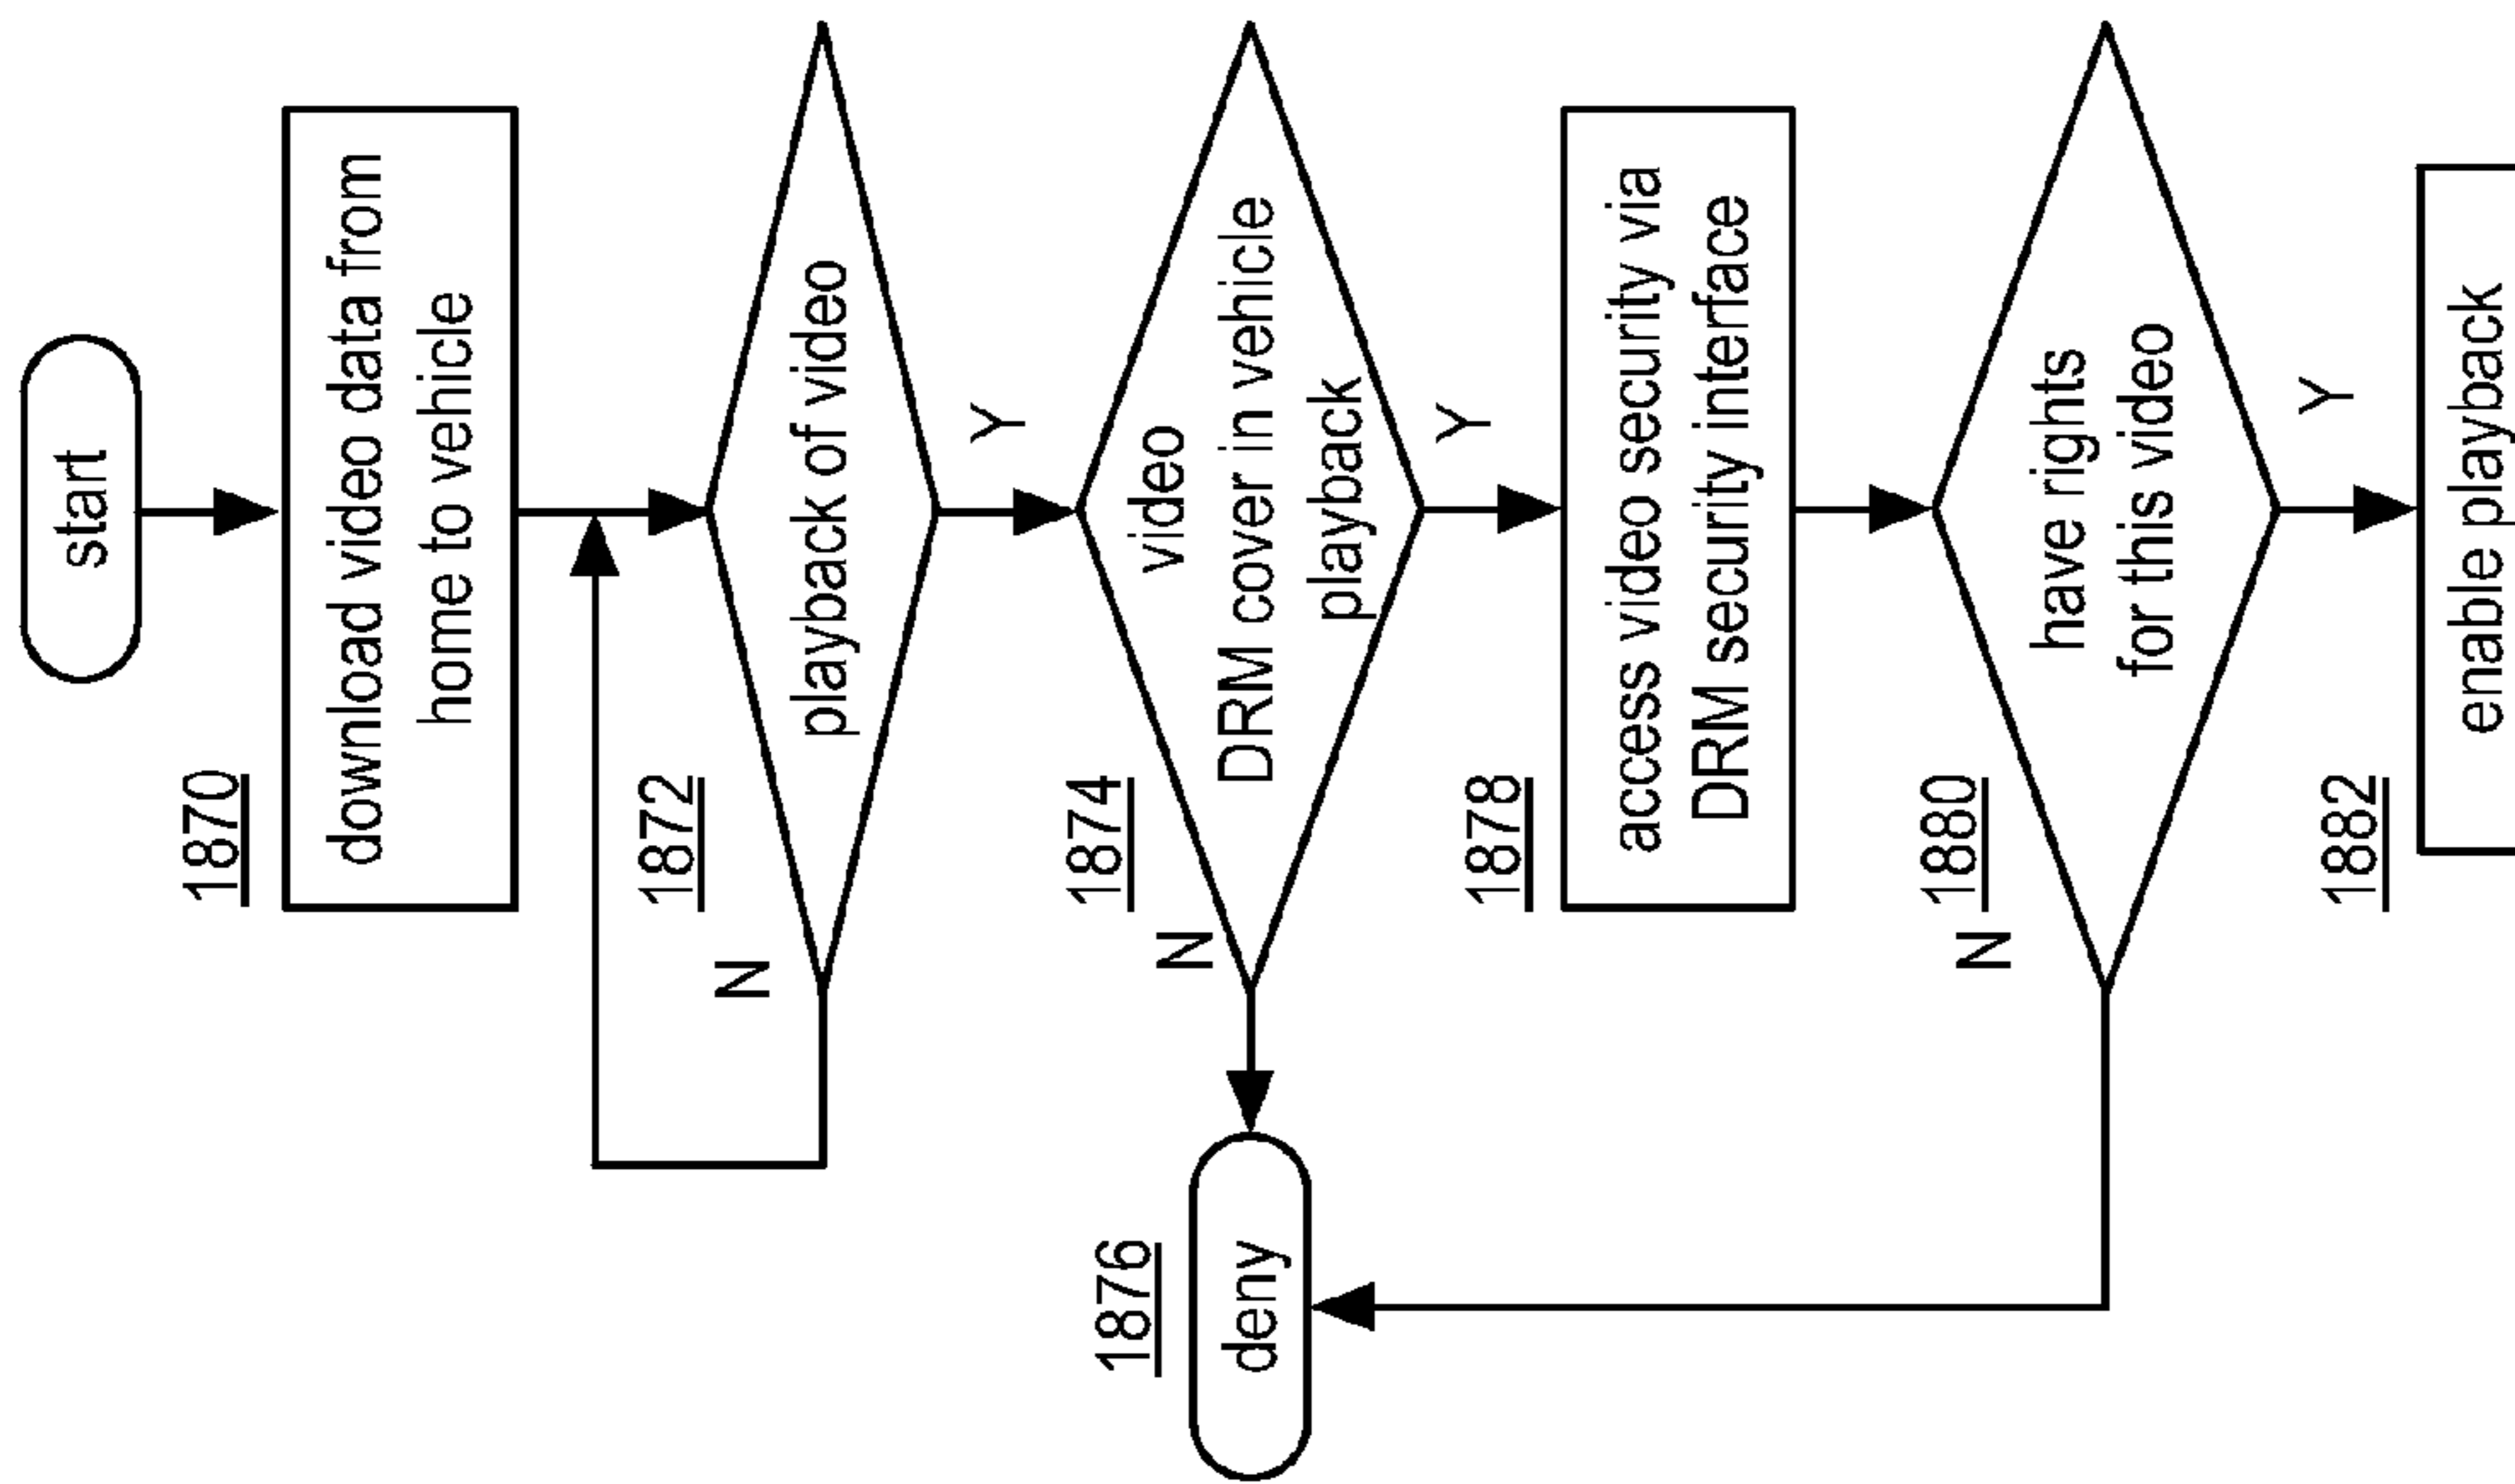 start
1870
download video data from
home to vehicle
1872
playback of video
N
Y
1874
video
DRM cover in vehicle
playback
N
Y
1876
deny
1878
access video security via
DRM security interface
1880
have rights
for this video
N
Y
1882
enable playback